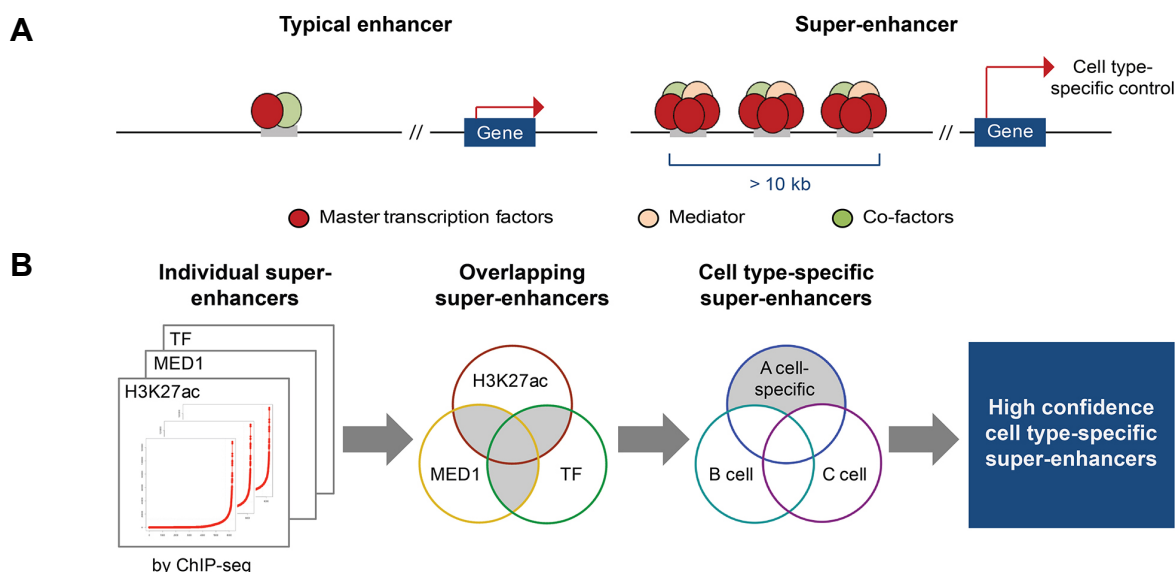 A
Typical enhancer
Super-enhancer
Cell type-
specific control
//
Gene
//
Gene
> 10 kb
Master transcription factors
Mediator
Co-factors
B
Individual super-
enhancers
Overlapping
super-enhancers
Cell type-specific
super-enhancers
TF
MED1
H3K27ac
by ChIP-seq
H3K27ac
MED1
TF
A cell-
specific
B cell
C cell
High confidence
cell type-specific
super-enhancers